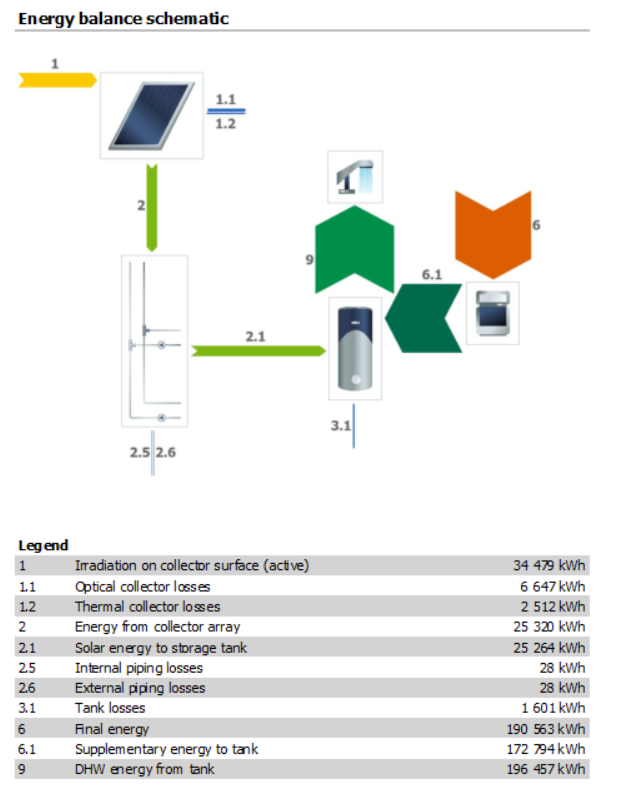 Energy balance schematic
1
1.1
1.2
2
6
9
6.1
2.1
3.1
2.5 2.6
Legend
1 Irradiation on collector surface (active) 34 479 kWh
1.1 Optical collector losses 6 647 kWh
1.2 Thermal collector losses 2 512 kWh
2 Energy from collector array 25 320 kWh
2.1 Solar energy to storage tank 25 264 kWh
2.5 Internal piping losses 28 kWh
2.6 External piping losses 28 kWh
3.1 Tank losses 1 601 kWh
6 Final energy 190 563 kWh
6.1 Supplementary energy to tank 172 794 kWh
9 DHW energy from tank 196 457 kWh